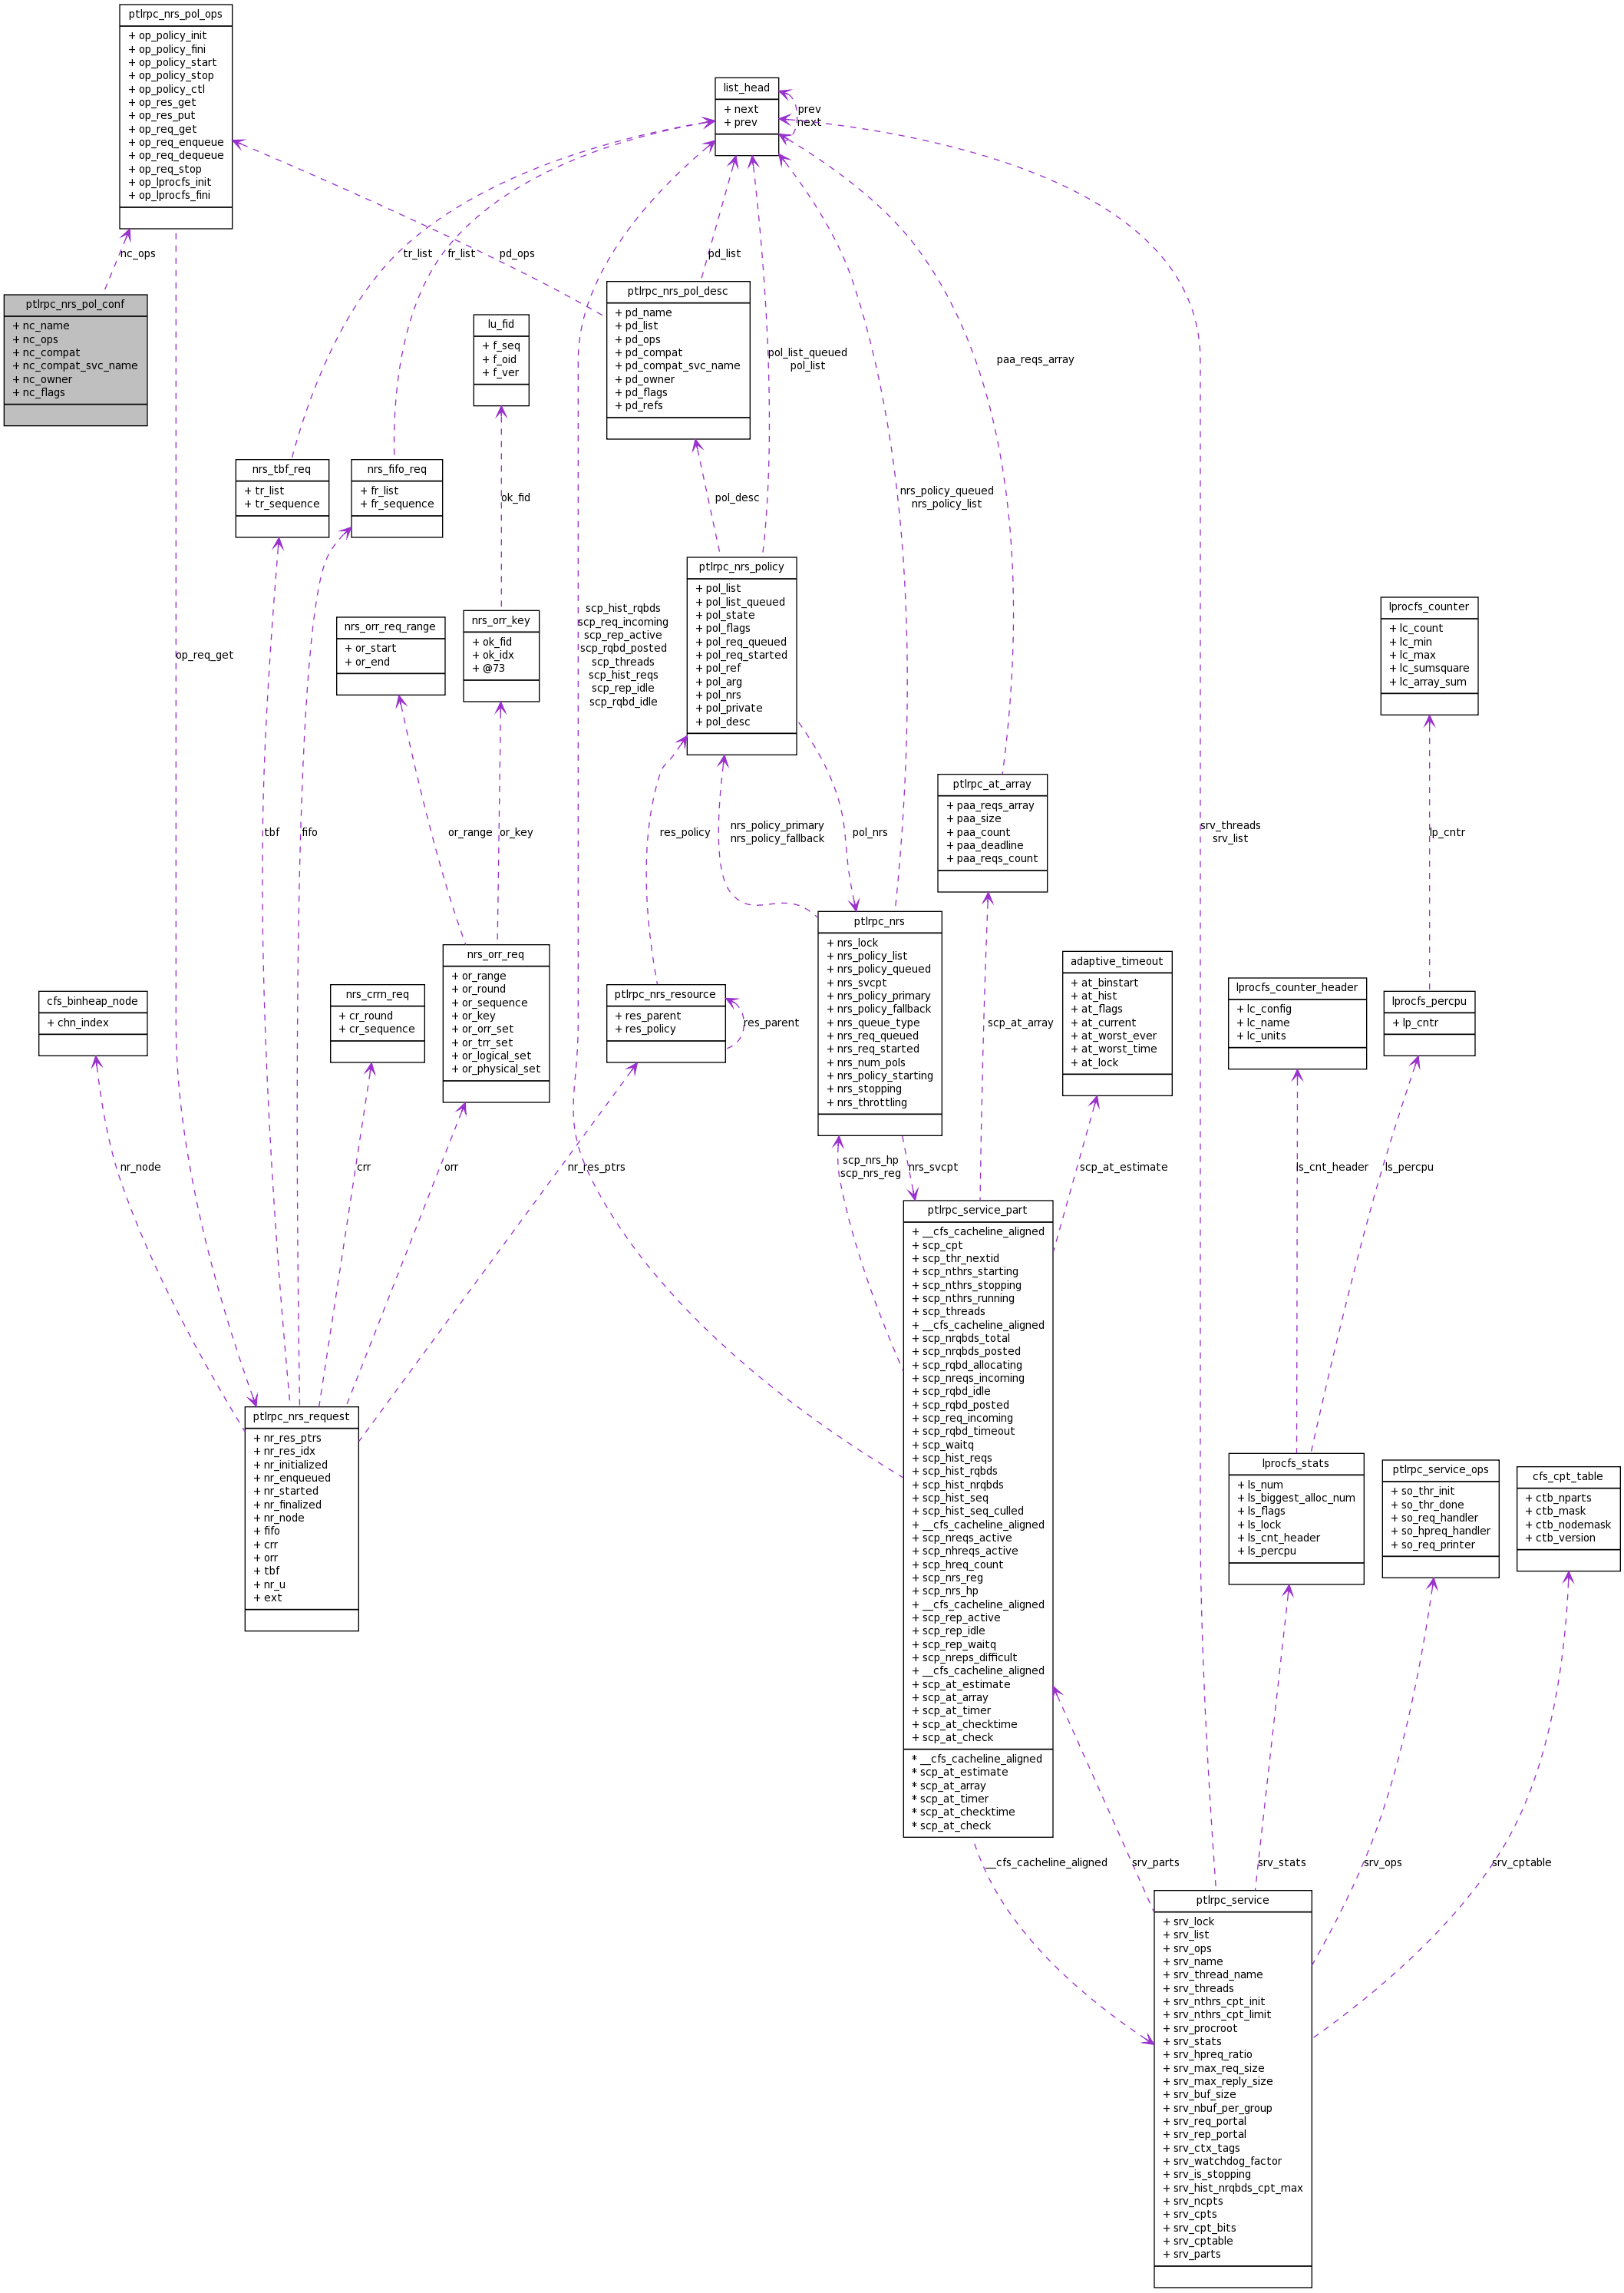 ptlrpc_nrs_pol_ops
+ op_policy_init
+ op_policy_fini
+ op_policy_start
+ op_policy_stop
+ op_policy_ctl
+ op_res_get
+ op_res_put
+ op_req_get
+ op_req_enqueue
+ op_req_dequeue
+ op_req_stop
+ op_lprocfs_init
+ op_lprocfs_fini
list_head
+ next
+ prev
prev
next
nc_ops
tr_list
fr_list
pd_ops
pd_list
ptlrpc_nrs_pol_conf
+ nc_name
+ nc_ops
+ nc_compat
+ nc_compat_svc_name
+ nc_owner
+ nc_flags
lu_fid
+ f_seq
+ f_oid
+ f_ver
ptlrpc_nrs_pol_desc
+ pd_name
+ pd_list
+ pd_ops
+ pd_compat
+ pd_compat_svc_name
+ pd_owner
+ pd_flags
+ pd_refs
pol_list_queued
pol_list
paa_reqs_array
nrs_tbf_req
+ tr_list
+ tr_sequence
nrs_fifo_req
+ fr_list
+ fr_sequence
ok_fid
pol_desc
nrs_policy_queued
nrs_policy_list
op_req_get
nrs_orr_req_range
+ or_start
+ or_end
nrs_orr_key
+ ok_fid
+ ok_idx
+ @73
scp_hist_rqbds
scp_req_incoming
scp_rep_active
scp_rqbd_posted
scp_threads
scp_hist_reqs
scp_rep_idle
scp_rqbd_idle
ptlrpc_nrs_policy
+ pol_list
+ pol_list_queued
+ pol_state
+ pol_flags
+ pol_req_queued
+ pol_req_started
+ pol_ref
+ pol_arg
+ pol_nrs
+ pol_private
+ pol_desc
lprocfs_counter
+ lc_count
+ lc_min
+ lc_max
+ lc_sumsquare
+ lc_array_sum
tbf
fifo
or_range
or_key
res_policy
nrs_policy_primary
nrs_policy_fallback
pol_nrs
ptlrpc_at_array
+ paa_reqs_array
+ paa_size
+ paa_count
+ paa_deadline
+ paa_reqs_count
srv_threads
srv_list
lp_cntr
cfs_binheap_node
+ chn_index
nrs_crrn_req
+ cr_round
+ cr_sequence
nrs_orr_req
+ or_range
+ or_round
+ or_sequence
+ or_key
+ or_orr_set
+ or_trr_set
+ or_logical_set
+ or_physical_set
ptlrpc_nrs_resource
+ res_parent
+ res_policy
res_parent
ptlrpc_nrs
+ nrs_lock
+ nrs_policy_list
+ nrs_policy_queued
+ nrs_svcpt
+ nrs_policy_primary
+ nrs_policy_fallback
+ nrs_queue_type
+ nrs_req_queued
+ nrs_req_started
+ nrs_num_pols
+ nrs_policy_starting
+ nrs_stopping
+ nrs_throttling
scp_at_array
adaptive_timeout
+ at_binstart
+ at_hist
+ at_flags
+ at_current
+ at_worst_ever
+ at_worst_time
+ at_lock
lprocfs_counter_header
+ lc_config
+ lc_name
+ lc_units
lprocfs_percpu
+ lp_cntr
nr_node
crr
orr
nr_res_ptrs
scp_nrs_hp
scp_nrs_reg
nrs_svcpt
scp_at_estimate
ls_cnt_header
ls_percpu
ptlrpc_nrs_request
+ nr_res_ptrs
+ nr_res_idx
+ nr_initialized
+ nr_enqueued
+ nr_started
+ nr_finalized
+ nr_node
+ fifo
+ crr
+ orr
+ tbf
+ nr_u
+ ext
ptlrpc_service_part
+ __cfs_cacheline_aligned
+ scp_cpt
+ scp_thr_nextid
+ scp_nthrs_starting
+ scp_nthrs_stopping
+ scp_nthrs_running
+ scp_threads
+ __cfs_cacheline_aligned
+ scp_nrqbds_total
+ scp_nrqbds_posted
+ scp_rqbd_allocating
+ scp_nreqs_incoming
+ scp_rqbd_idle
+ scp_rqbd_posted
+ scp_req_incoming
+ scp_rqbd_timeout
+ scp_waitq
+ scp_hist_reqs
+ scp_hist_rqbds
+ scp_hist_nrqbds
+ scp_hist_seq
+ scp_hist_seq_culled
+ __cfs_cacheline_aligned
+ scp_nreqs_active
+ scp_nhreqs_active
+ scp_hreq_count
+ scp_nrs_reg
+ scp_nrs_hp
+ __cfs_cacheline_aligned
+ scp_rep_active
+ scp_rep_idle
+ scp_rep_waitq
+ scp_nreps_difficult
+ __cfs_cacheline_aligned
+ scp_at_estimate
+ scp_at_array
+ scp_at_timer
+ scp_at_checktime
+ scp_at_check
* __cfs_cacheline_aligned
* scp_at_estimate
* scp_at_array
* scp_at_timer
* scp_at_checktime
* scp_at_check
lprocfs_stats
+ ls_num
+ ls_biggest_alloc_num
+ ls_flags
+ ls_lock
+ ls_cnt_header
+ ls_percpu
ptlrpc_service_ops
+ so_thr_init
+ so_thr_done
+ so_req_handler
+ so_hpreq_handler
+ so_req_printer
cfs_cpt_table
+ ctb_nparts
+ ctb_mask
+ ctb_nodemask
+ ctb_version
__cfs_cacheline_aligned
srv_parts
srv_stats
srv_ops
srv_cptable
ptlrpc_service
+ srv_lock
+ srv_list
+ srv_ops
+ srv_name
+ srv_thread_name
+ srv_threads
+ srv_nthrs_cpt_init
+ srv_nthrs_cpt_limit
+ srv_procroot
+ srv_stats
+ srv_hpreq_ratio
+ srv_max_req_size
+ srv_max_reply_size
+ srv_buf_size
+ srv_nbuf_per_group
+ srv_req_portal
+ srv_rep_portal
+ srv_ctx_tags
+ srv_watchdog_factor
+ srv_is_stopping
+ srv_hist_nrqbds_cpt_max
+ srv_ncpts
+ srv_cpts
+ srv_cpt_bits
+ srv_cptable
+ srv_parts